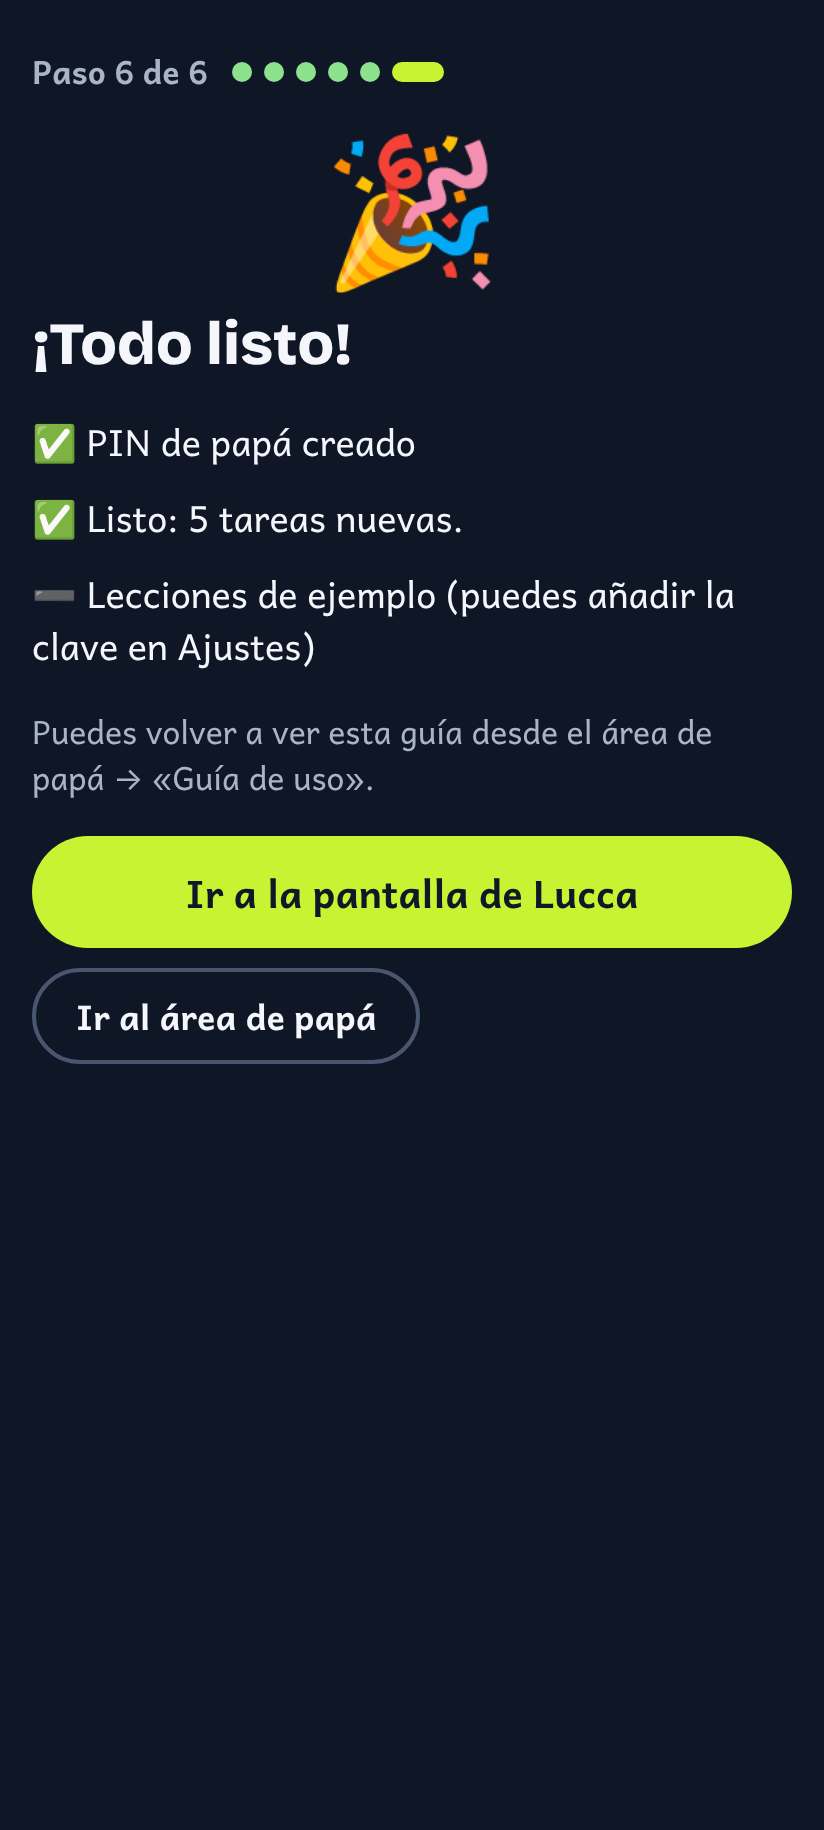 Paso 6 de 6
¡Todo listo!
✅ PIN de papá creado
✅ Listo: 5 tareas nuevas.
➖ Lecciones de ejemplo (puedes añadir la
clave en Ajustes)
Puedes volver a ver esta guía desde el área de
papá → «Guía de uso».
Ir a la pantalla de Lucca
Ir al área de papá